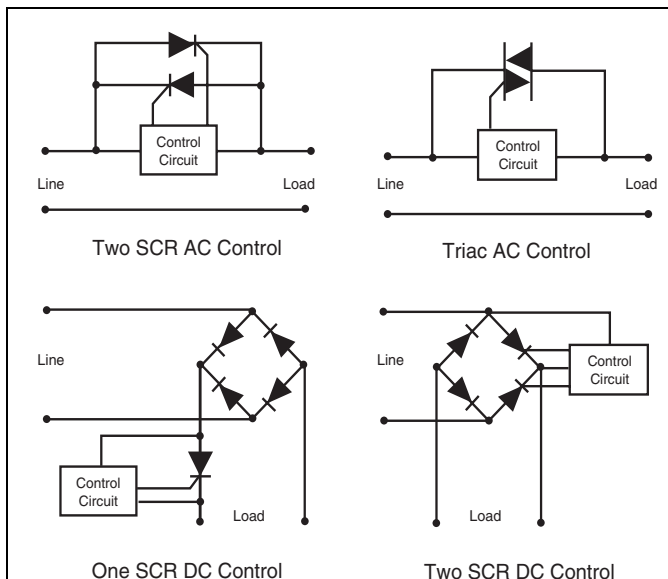 Control
Circuit
Line
Load
Two SCR AC Control
Control
Circuit
Line
Load
Triac AC Control
Line
Control
Circuit
Load
One SCR DC Control
Line
Control
Circuit
Load
Two SCR DC Control